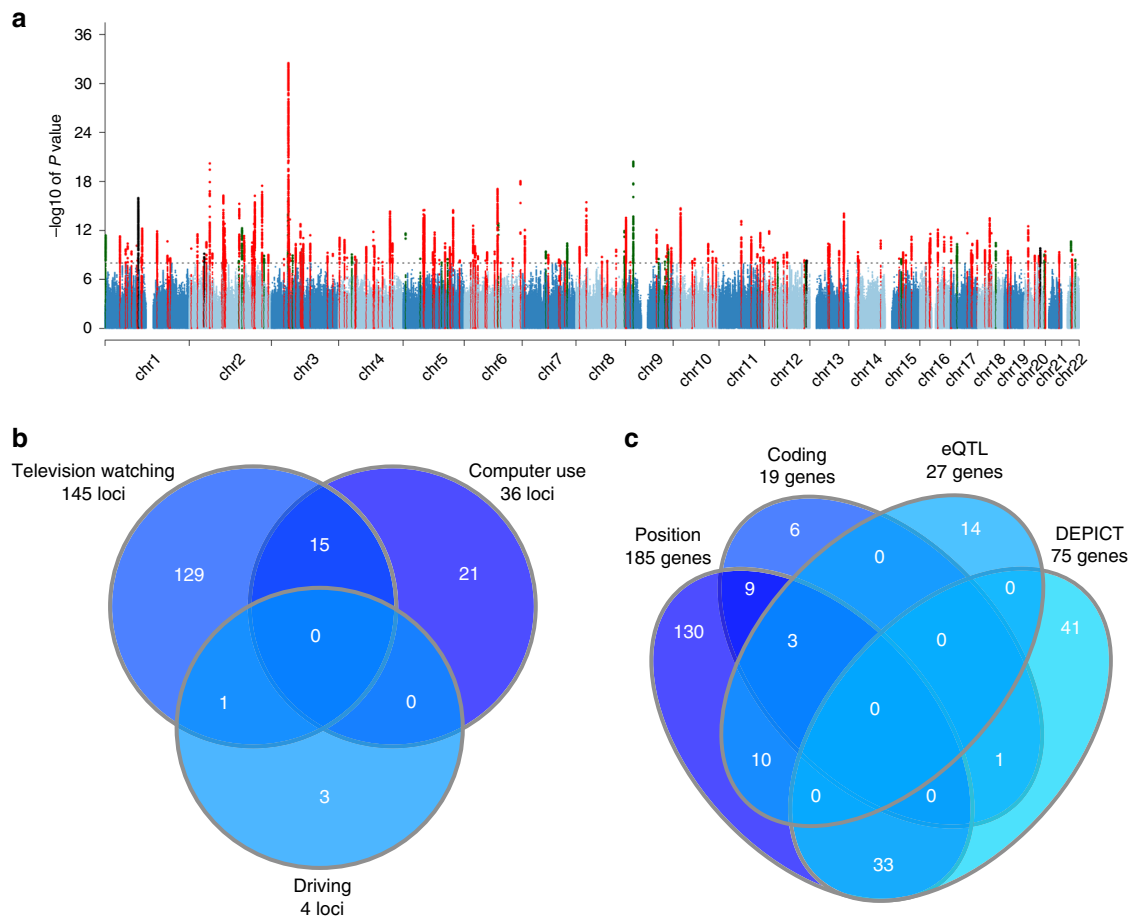 a
36
30
24
18
12
6
0
−log10 of P value
chr1
chr2
chr3
chr4
chr5
chr6
chr7
chr8
chr9
chr10
chr11
chr12
chr13
chr14
chr15
chr16
chr17
chr18
chr19
chr20
chr21
chr22
b
Television watching
145 loci
Computer use
36 loci
15
129
21
0
1
0
3
Driving
4 loci
c
Coding
19 genes
eQTL
27 genes
Position
185 genes
DEPICT
75 genes
6
0
14
9
0
130
3
0
41
0
10
1
0
0
33